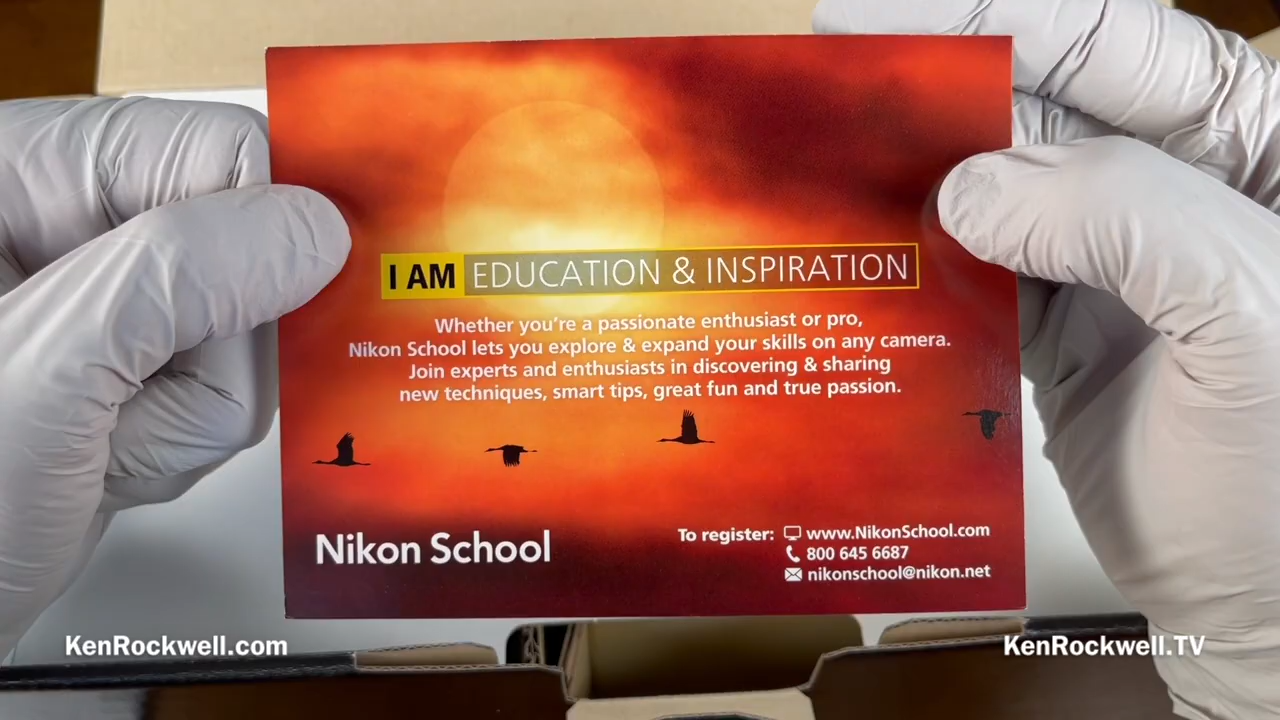 I AM EDUCATION & INSPIRATION
Whether you're a passionate enthusiast or pro,
Nikon School lets you explore & expand your skills on any camera.
Join experts and enthusiasts in discovering & sharing
new techniques, smart tips, great fun and true passion.
Nikon School
To register: www.NikonSchool.com
800 645 6687
nikonschool@nikon.net
KenRockwell.com
KenRockwell.TV